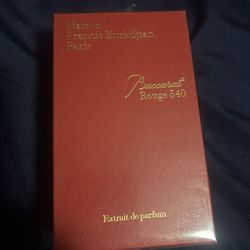 Maison
Francis Kurkdjian
Paris
Baccarat
Rouge 540
Extrait de parfum